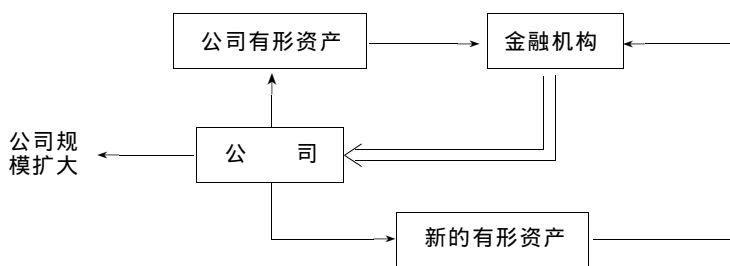 公司有形资产
金融机构
公司规
模扩大
公 司
新的有形资产